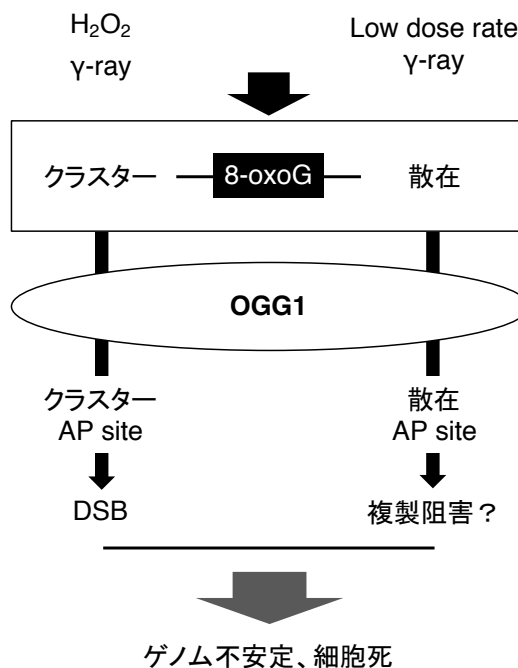 H₂O₂
γ-ray
Low dose rate
γ-ray
クラスター
8-oxoG
散在
OGG1
クラスター
AP site
散在
AP site
DSB
複製阻害？
ゲノム不安定、細胞死